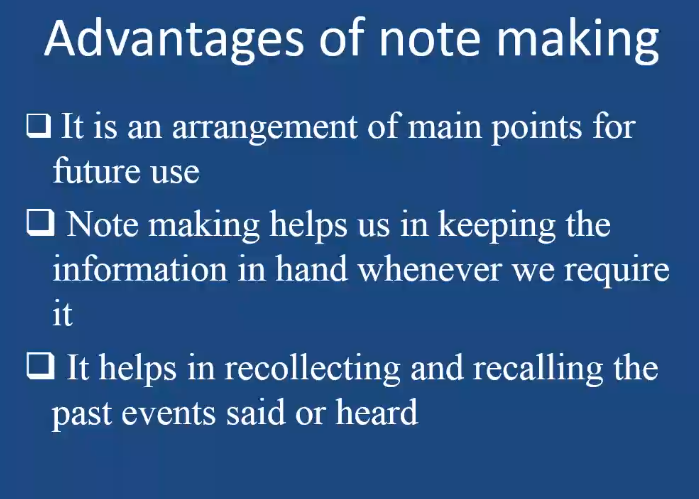 Advantages of note making
❑ It is an arrangement of main points for
future use
❑ Note making helps us in keeping the
information in hand whenever we require
it
❑ It helps in recollecting and recalling the
past events said or heard